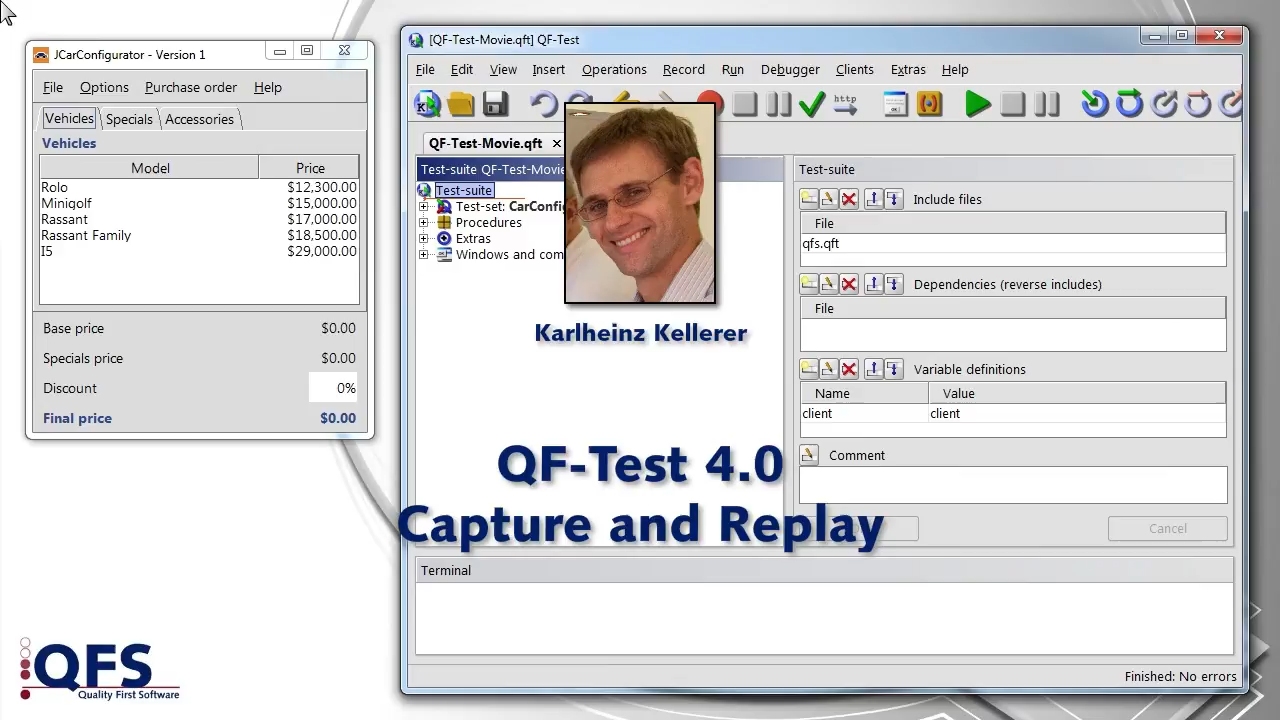 JCarConfigurator - Version 1
File Options Purchase order Help
Vehicles Specials Accessories
Vehicles
Model Price
Rolo $12,300.00
Minigolf $15,000.00
Rassant $17,000.00
Rassant Family $18,500.00
I5 $29,000.00
Base price $0.00
Specials price $0.00
Discount 0%
Final price $0.00
QFS
Quality First Software
[QF-Test-Movie.qft] QF-Test
File Edit View Insert Operations Record Run Debugger Clients Extras Help
http
QF-Test-Movie.qft
Test-suite QF-Test-Movie
Test-suite
Test-set: CarConfig
Procedures
Extras
Windows and com
Karlheinz Kellerer
QF-Test 4.0
Capture and Replay
Test-suite
Include files
File
qfs.qft
Dependencies (reverse includes)
File
Variable definitions
Name Value
client client
Comment
Cancel
Terminal
Finished: No errors